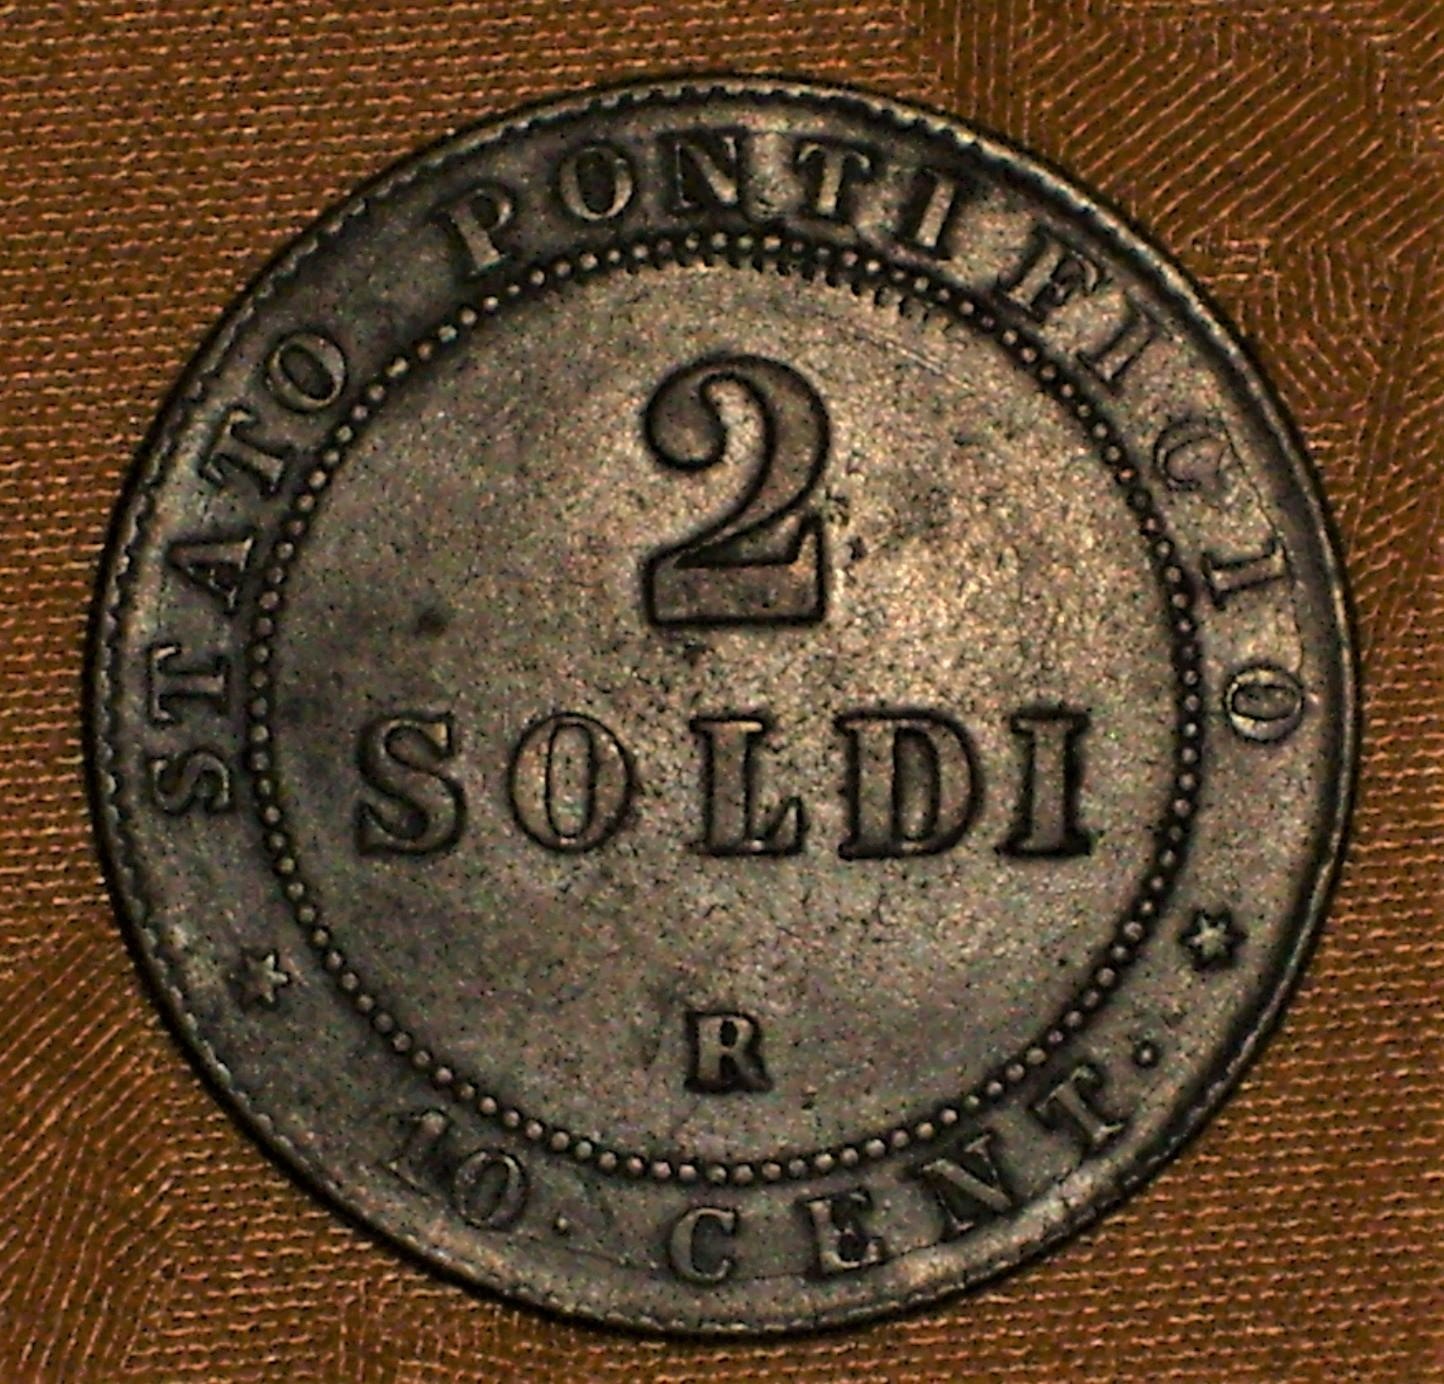 STATO PONTIFICIO
2
SOLDI
R
10. CENT.